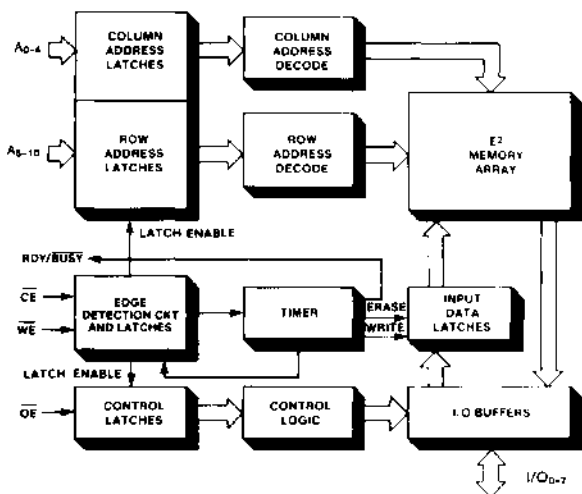 A0-4
COLUMN
ADDRESS
LATCHES
COLUMN
ADDRESS
DECODE
A5-10
ROW
ADDRESS
LATCHES
ROW
ADDRESS
DECODE
E2
MEMORY
ARRAY
LATCH ENABLE
RDY/BUSY
CE
WE
EDGE
DETECTION CKT
AND LATCHES
TIMER
ERASE
WRITE
INPUT
DATA
LATCHES
LATCH ENABLE
OE
CONTROL
LATCHES
CONTROL
LOGIC
I/O BUFFERS
I/O0-7